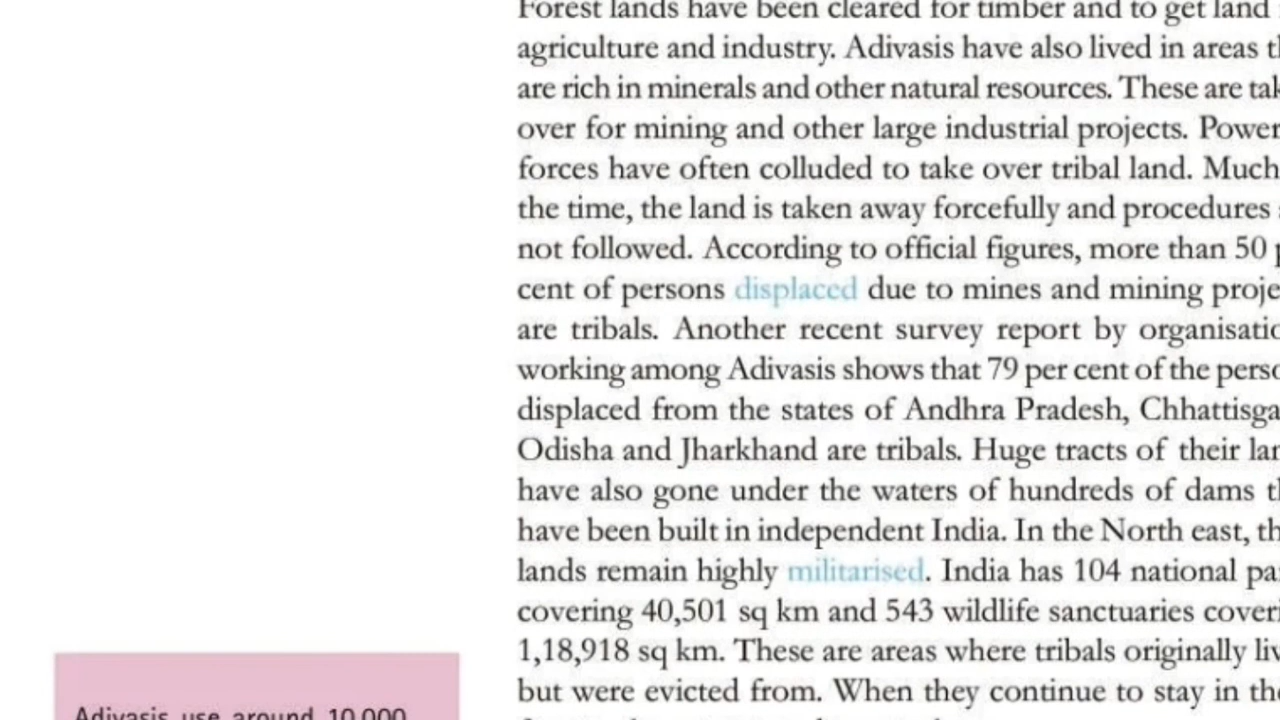 Forest lands have been cleared for timber and to get land
agriculture and industry. Adivasis have also lived in areas
are rich in minerals and other natural resources. These are
over for mining and other large industrial projects.
forces have often colluded to take over tribal land. Much
the time, the land is taken away forcefully and procedures
not followed. According to official figures, more than 50
cent of persons displaced due to mines and mining
are tribals. Another recent survey report by
working among Adivasis shows that 79 per cent of the
displaced from the states of Andhra Pradesh,
Odisha and Jharkhand are tribals. Huge tracts of their
have also gone under the waters of hundreds of dams
have been built in independent India. In the North east,
lands remain highly militarised. India has 104 national
covering 40,501 sq km and 543 wildlife sanctuaries
1,18,918 sq km. These are areas where tribals originally
but were evicted from. When they continue to stay in
Adivasis use around 10,000